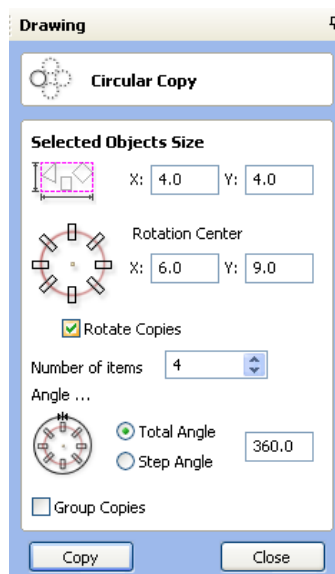 Drawing
Circular Copy
Selected Objects Size
X: 4.0 Y: 4.0
Rotation Center
X: 6.0 Y: 9.0
Rotate Copies
Number of items 4
Angle ...
Total Angle
Step Angle
360.0
Group Copies
Copy Close